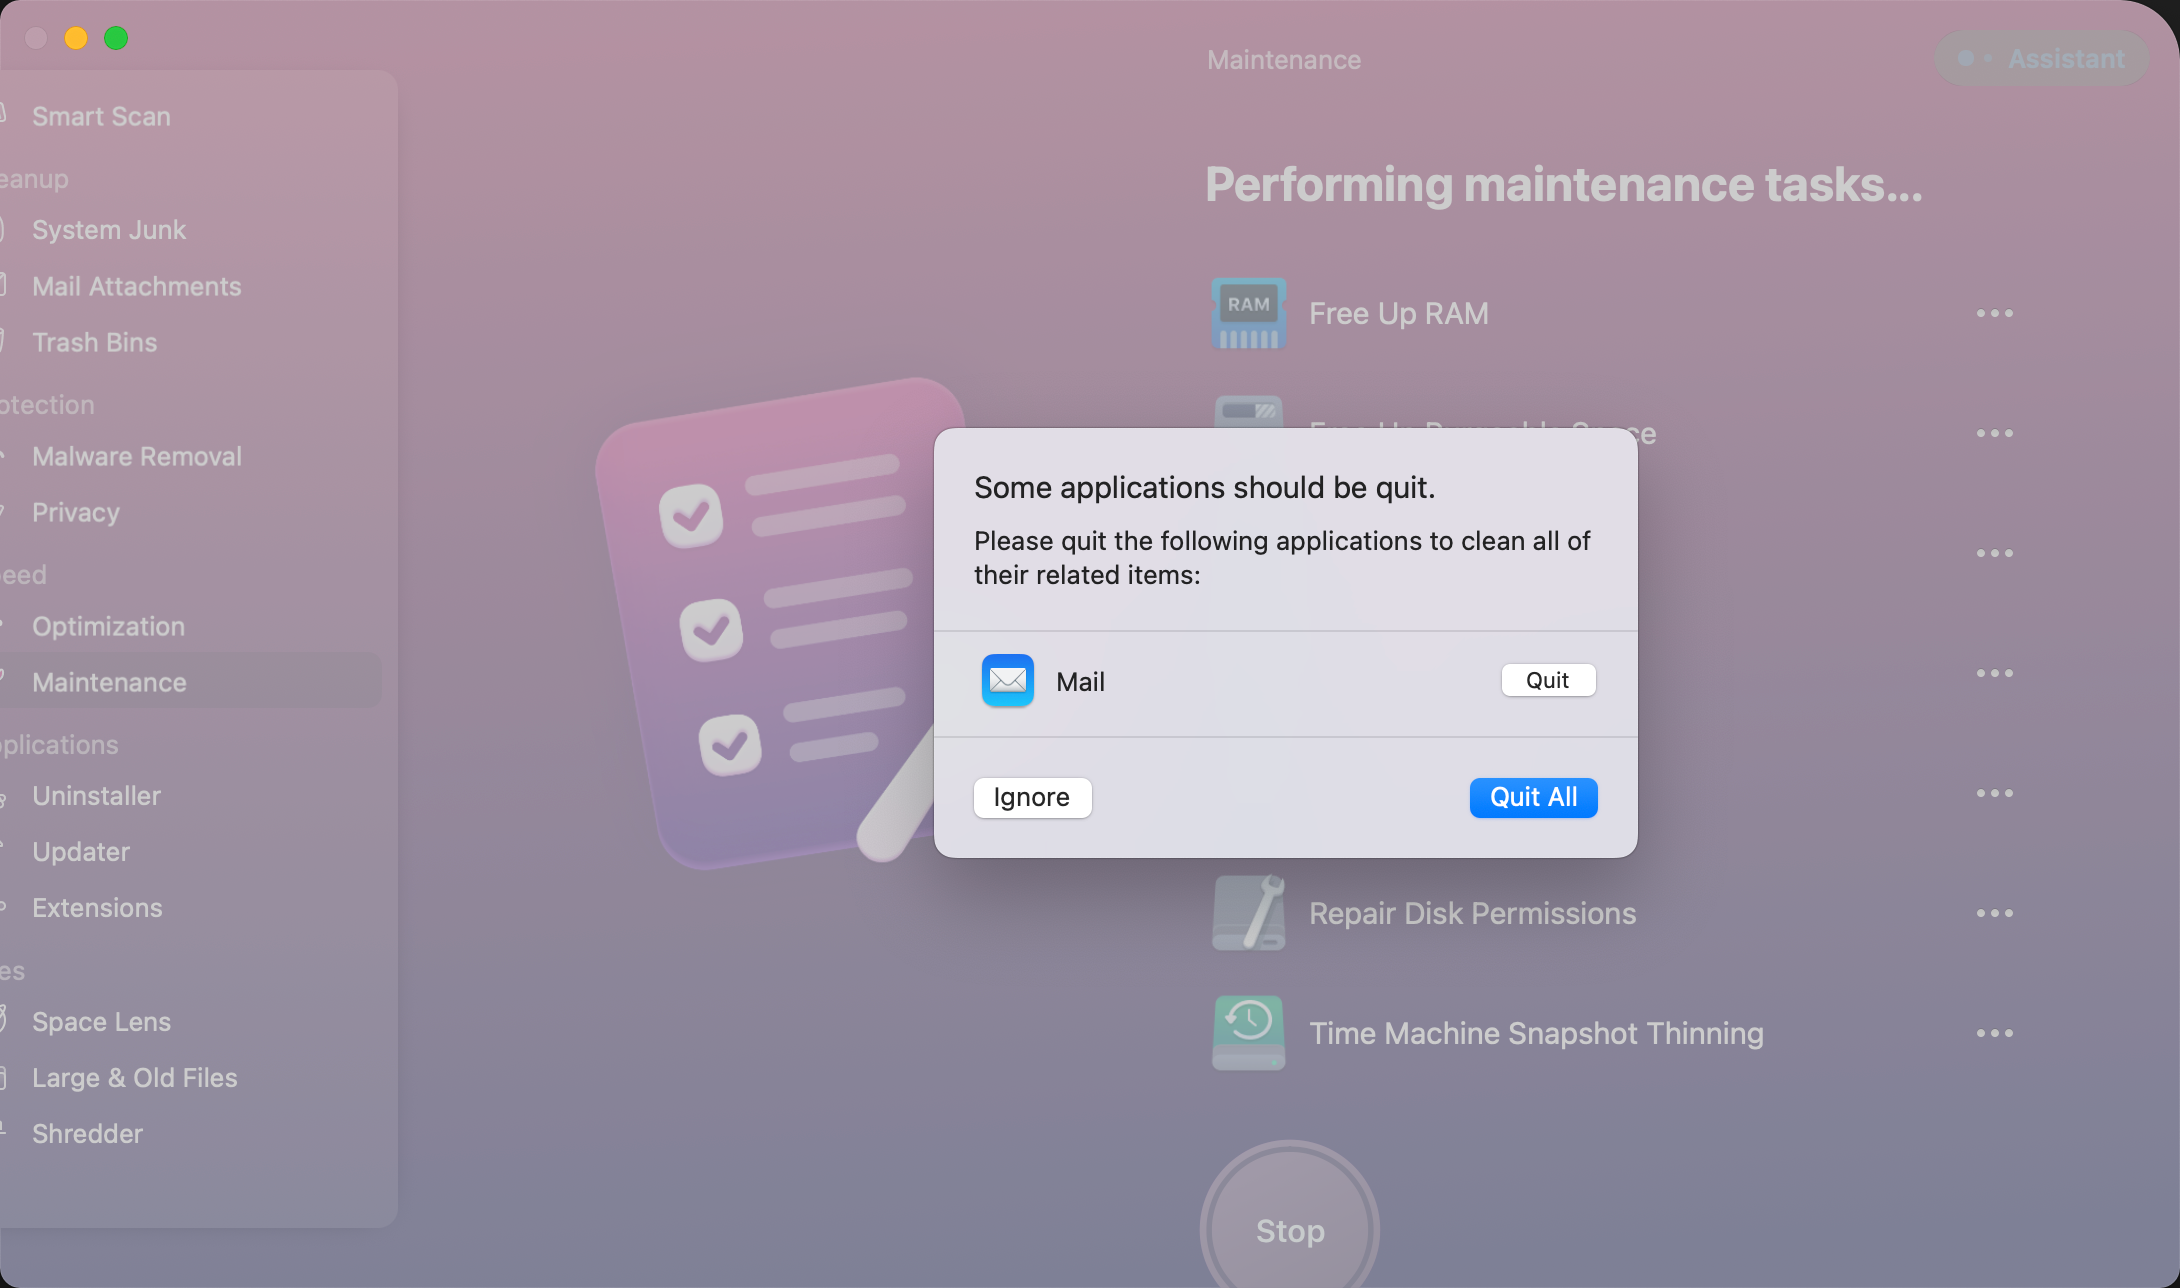 Maintenance
Assistant
Smart Scan
eanup
System Junk
Mail Attachments
Trash Bins
otection
Malware Removal
Privacy
eed
Optimization
Maintenance
plications
Uninstaller
Updater
Extensions
es
Space Lens
Large & Old Files
Shredder
Performing maintenance tasks...
RAM
Free Up RAM
Some applications should be quit.
Please quit the following applications to clean all of
their related items:
Mail
Quit
Ignore
Quit All
Repair Disk Permissions
Time Machine Snapshot Thinning
Stop